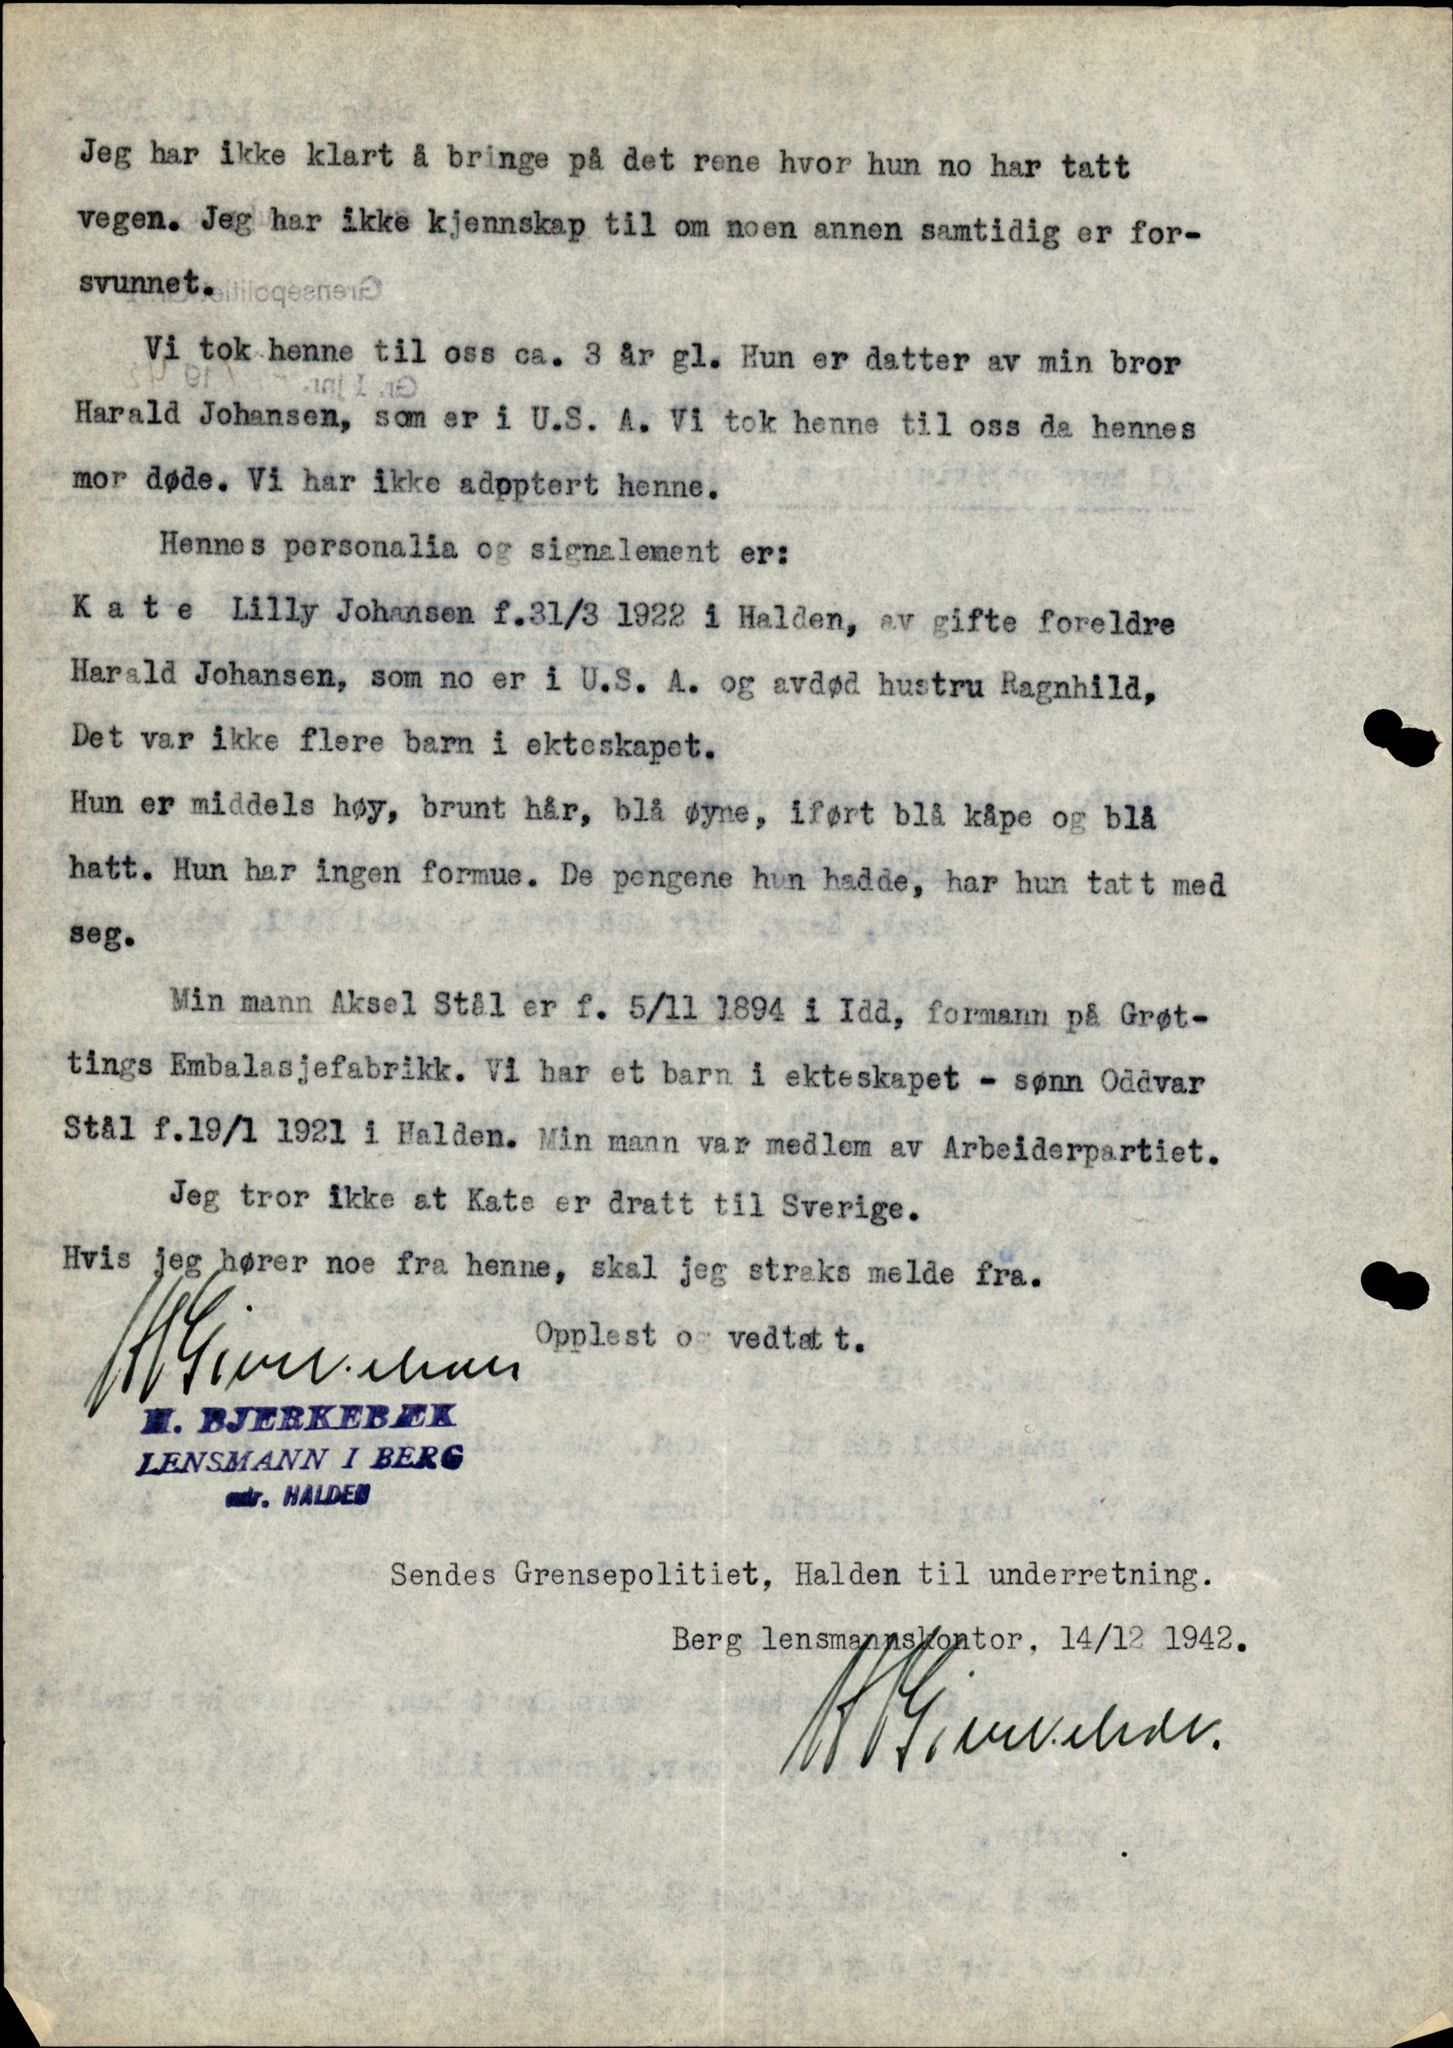 Jeg har ikke klart å bringe på det rene hvor hun no har tatt
vegen. Jeg har ikke kjennskap til om noen annen samtidig er for-
svunnet.
Grensepolitiet
Vi tok henne til oss ca. 3 år gl. Hun er datter av min bror
Gr. I jnr. 19
Harald Johansen, som er i U.S. A. Vi tok henne til oss da hennes
mor døde. Vi har ikke adoptert henne.
Hennes personalia og signalement er:
K a t e Lilly Johansen f.31/3 1922 i Halden, av gifte foreldre
Harald Johansen, som no er i U.S. A. og avdød hustru Ragnhild,
Det var ikke flere barn i ekteskapet.
Hun er middels høy, brunt hår, blå øyne, iført blå kåpe og blå
hatt. Hun har ingen formue. De pengene hun hadde, har hun tatt med
seg.
Min mann Aksel Stål er f. 5/11 1894 i Idd, formann på Grøt-
tings Embalasjefabrikk. Vi har et barn i ekteskapet - sønn Oddvar
Stål f.19/1 1921 i Halden. Min mann var medlem av Arbeiderpartiet.
Jeg tror ikke at Kate er dratt til Sverige.
Hvis jeg hører noe fra henne, skal jeg straks melde fra.
Opplest og vedtatt.
H. BJERKEBÆK
LENSMANN I BERG
adr. HALDEN
Sendes Grensepolitiet, Halden til underretning.
Berg lensmannskontor, 14/12 1942.